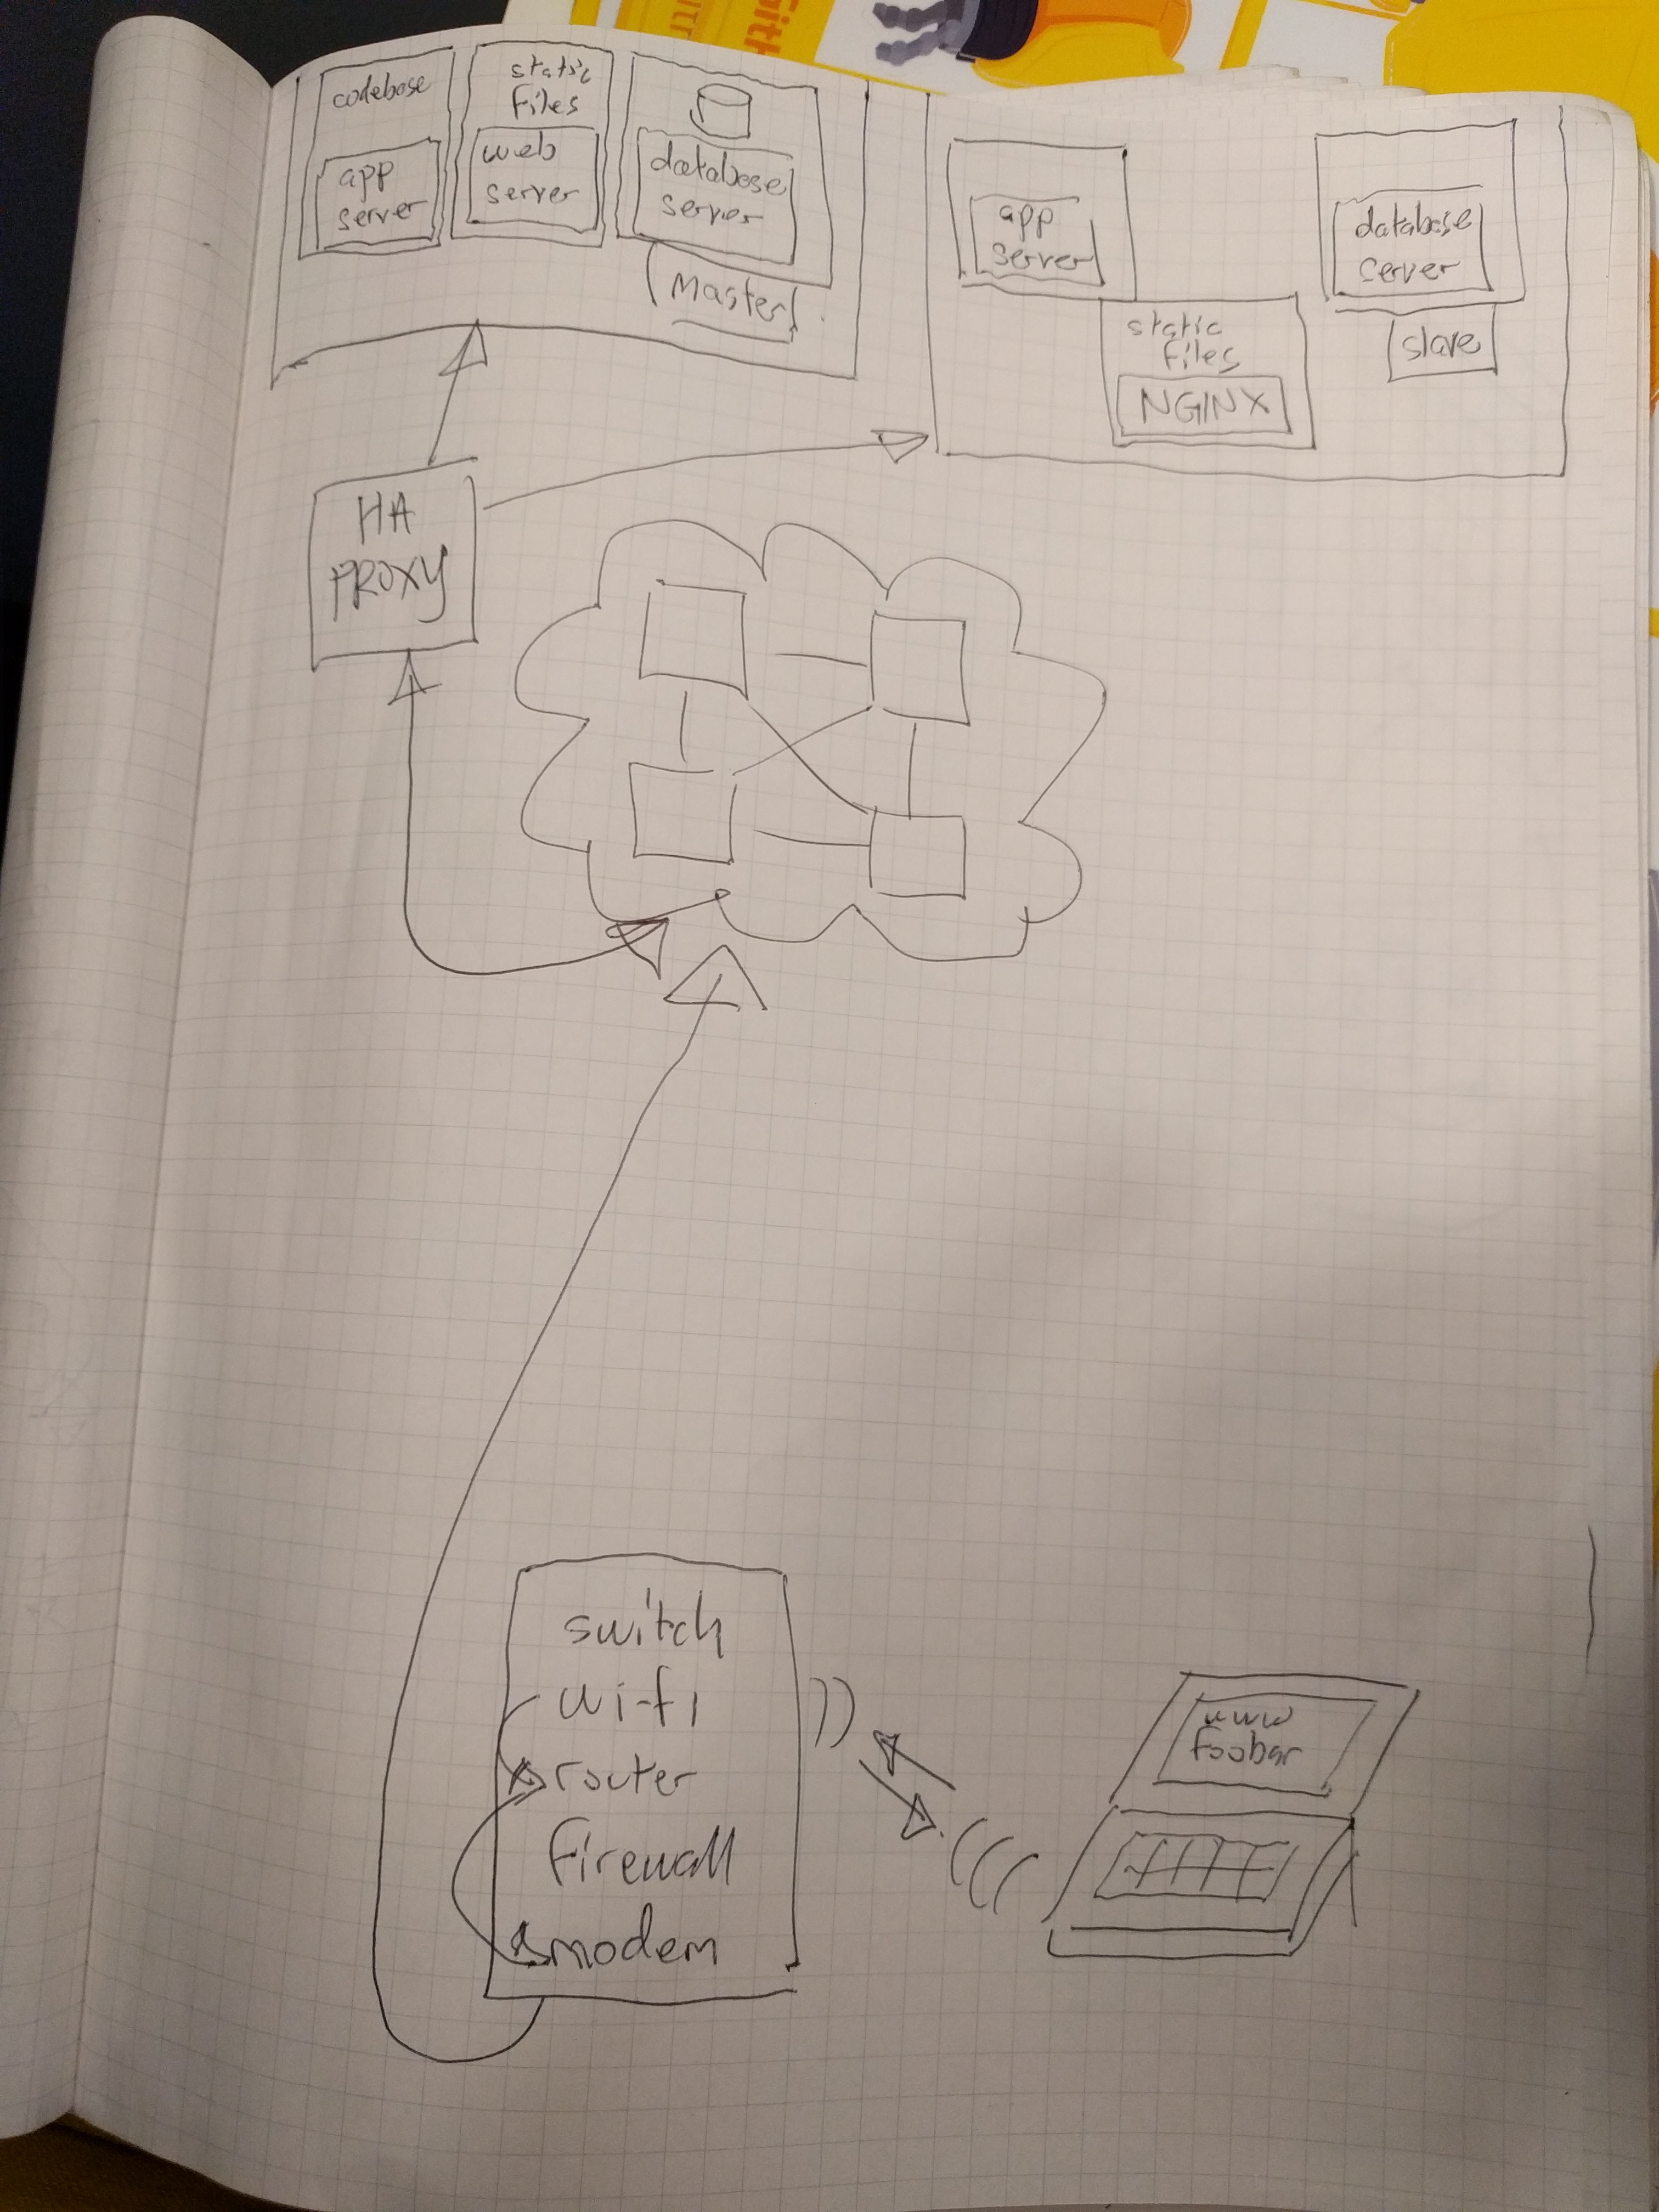 codebase
app
server
static
files
web
server
database
server
Master
app
server
static
files
NGINX
database
server
slave
HA
PROXY
switch
wi-fi
router
firewall
modem
www
foobar